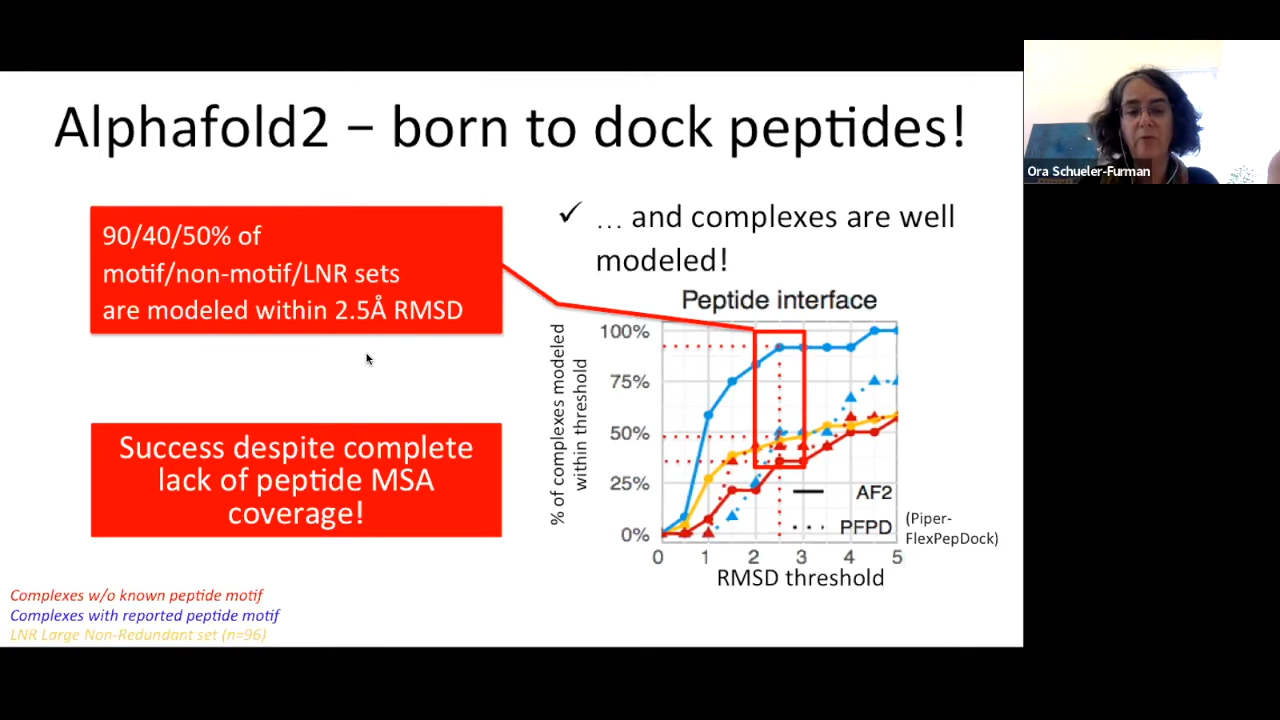 Alphafold2 – born to dock peptides!
90/40/50% of
motif/non-motif/LNR sets
are modeled within 2.5Å RMSD
✓ … and complexes are well
modeled!
Success despite complete
lack of peptide MSA
coverage!
Peptide interface
% of complexes modeled
within threshold
100%
75%
50%
25%
0%
AF2
PFPD
(Piper-
FlexPepDock)
0 1 2 3 4 5
RMSD threshold
Complexes w/o known peptide motif
Complexes with reported peptide motif
LNR Large Non-Redundant set (n=96)
Ora Schueler-Furman